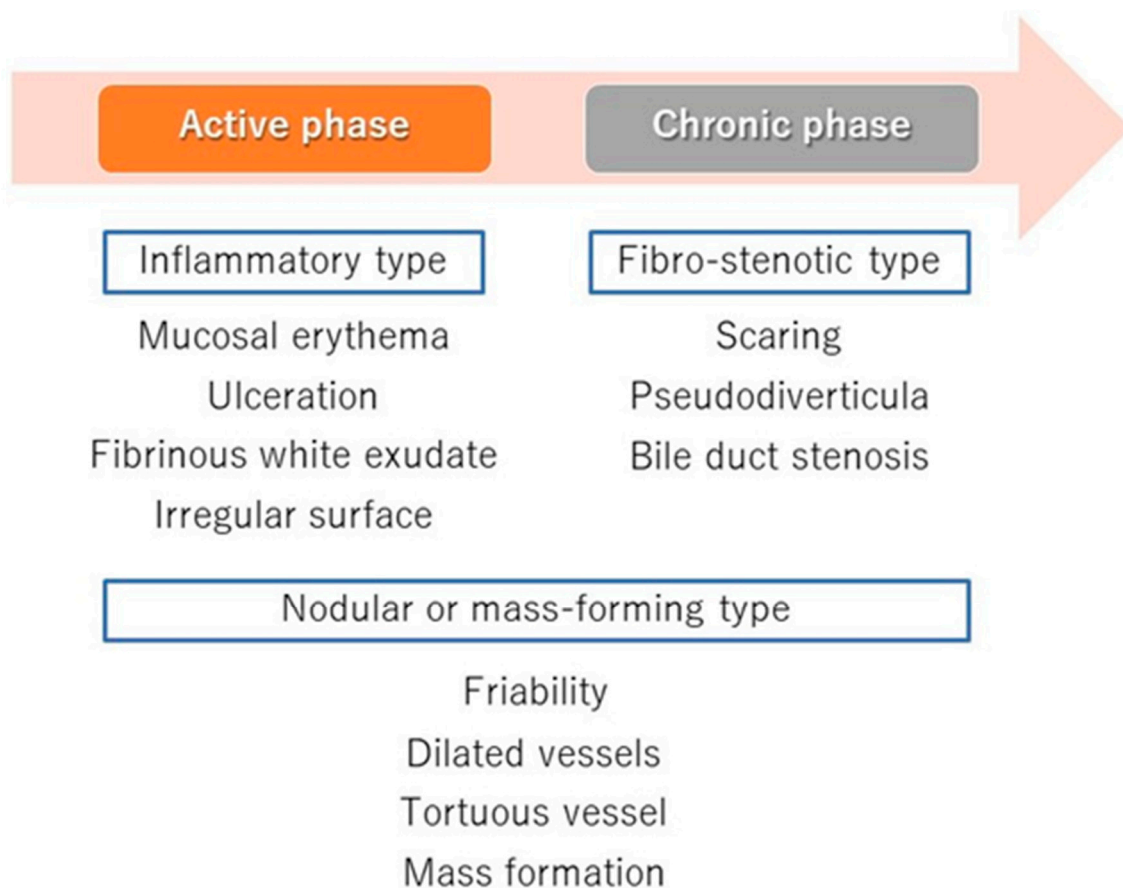 Active phase
Chronic phase
Inflammatory type
Mucosal erythema
Ulceration
Fibrinous white exudate
Irregular surface
Fibro-stenotic type
Scaring
Pseudodiverticula
Bile duct stenosis
Nodular or mass-forming type
Friability
Dilated vessels
Tortuous vessel
Mass formation